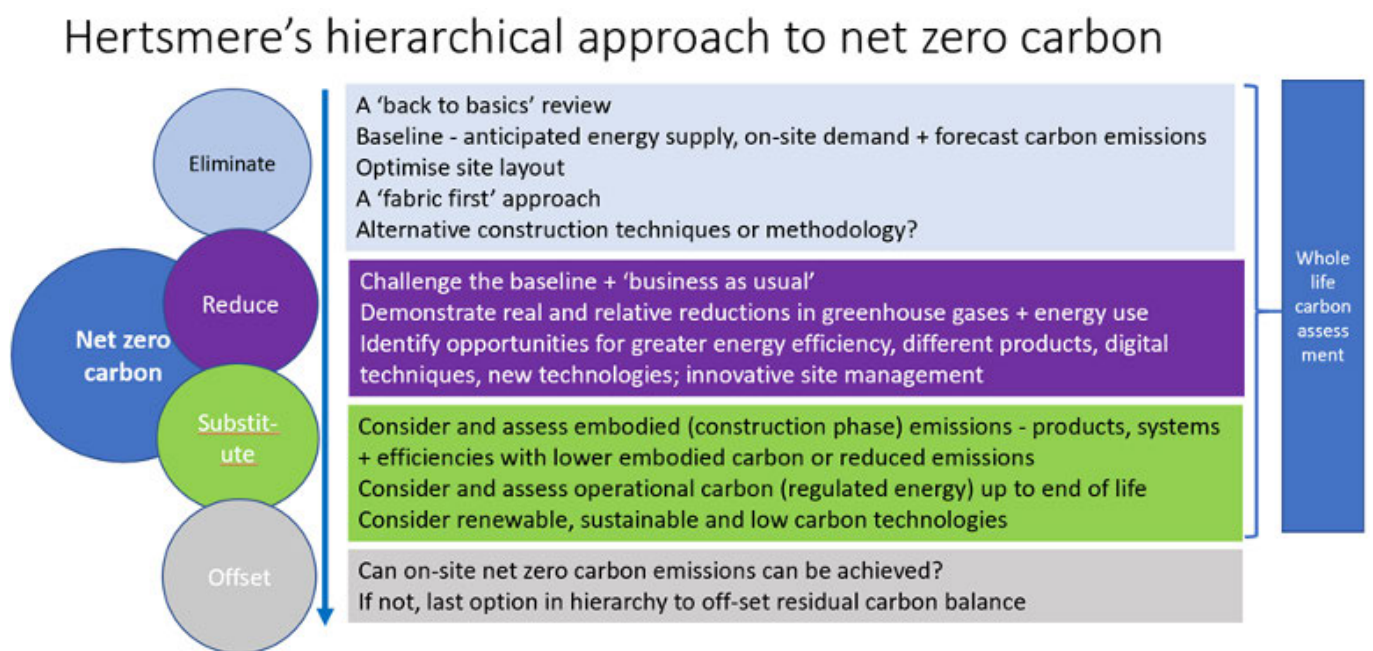 Hertsmere's hierarchical approach to net zero carbon
Eliminate
A 'back to basics' review
Baseline - anticipated energy supply, on-site demand + forecast carbon emissions
Optimise site layout
A 'fabric first' approach
Alternative construction techniques or methodology?
Net zero
carbon
Reduce
Challenge the baseline + 'business as usual'
Demonstrate real and relative reductions in greenhouse gases + energy use
Identify opportunities for greater energy efficiency, different products, digital
techniques, new technologies; innovative site management
Substit-
ute
Consider and assess embodied (construction phase) emissions - products, systems
+ efficiencies with lower embodied carbon or reduced emissions
Consider and assess operational carbon (regulated energy) up to end of life
Consider renewable, sustainable and low carbon technologies
Offset
Can on-site net zero carbon emissions can be achieved?
If not, last option in hierarchy to off-set residual carbon balance
Whole
life
carbon
assess
ment